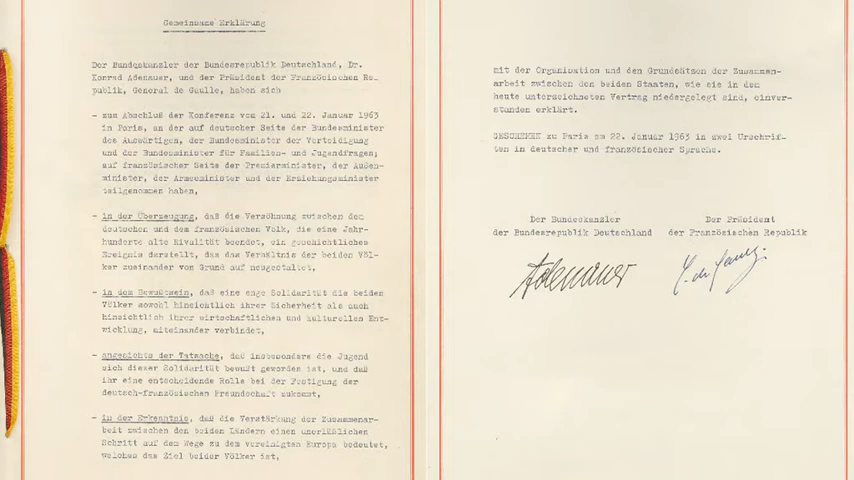 Gemeinsame Erklärung
Der Bundeskanzler der Bundesrepublik Deutschland, Dr.
Konrad Adenauer, und der Präsident der Französischen Re-
publik, General de Gaulle, haben sich
- zum Abschluß der Konferenz vom 21. und 22. Januar 1963
in Paris, an der auf deutscher Seite der Bundesminister
des Auswärtigen, der Bundesminister der Verteidigung
und der Bundesminister für Familien- und Jugendfragen;
auf französischer Seite der Premierminister, der Außen-
minister, der Armeeminister und der Erziehungsminister
teilgenommen haben,
- in der Überzeugung, daß die Versöhnung zwischen dem
deutschen und dem französischen Volk, die eine Jahr-
hunderte alte Rivalität beendet, ein geschichtliches
Ereignis darstellt, das das Verhältnis der beiden Völ-
ker zueinander von Grund auf neugestaltet,
- in dem Bewußtsein, daß eine enge Solidarität die beiden
Völker sowohl hinsichtlich ihrer Sicherheit als auch
hinsichtlich ihrer wirtschaftlichen und kulturellen Ent-
wicklung, miteinander verbindet,
- angesichts der Tatsache, daß insbesondere die Jugend
sich dieser Solidarität bewußt geworden ist, und daß
ihr eine entscheidende Rolle bei der Festigung der
deutsch-französischen Freundschaft zukommt,
- in der Erkenntnis, daß die Verstärkung der Zusammenar-
beit zwischen den beiden Ländern einen unerläßlichen
Schritt auf dem Wege zu dem vereinigten Europa bedeutet,
welches das Ziel beider Völker ist,
mit der Organisation und den Grundsätzen der Zusammen-
arbeit zwischen den beiden Staaten, wie sie in dem
heute unterzeichneten Vertrag niedergelegt sind, einver-
standen erklärt.
GESCHEHEN zu Paris am 22. Januar 1963 in zwei Urschrif-
ten in deutscher und französischer Sprache.
Der Bundeskanzler
der Bundesrepublik Deutschland
Der Präsident
der Französischen Republik
Adenauer
C. de Gaulle